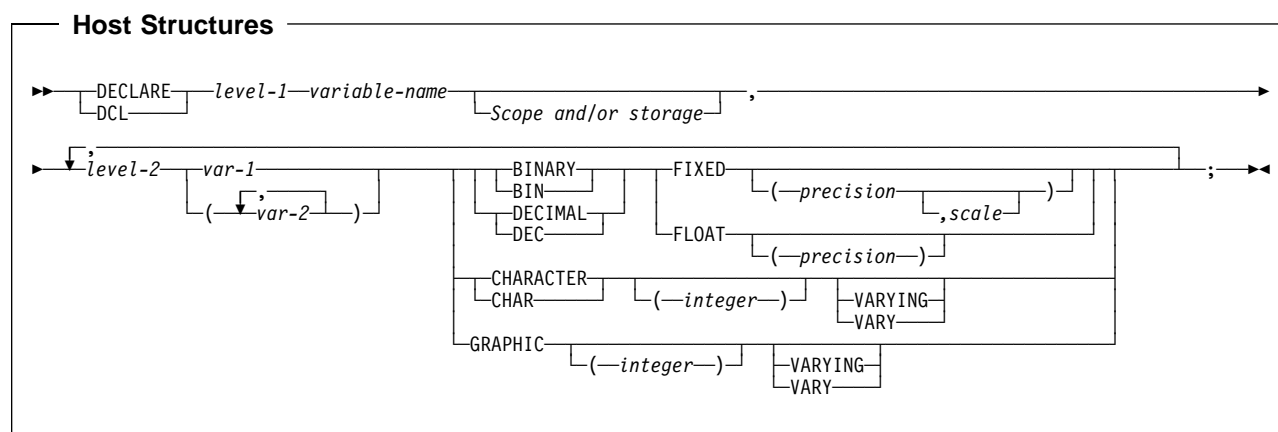 Host Structures
DECLARE level-1 variable-name ,
DCL Scope and/or storage
,
level-2 var-1 BINARY FIXED ;
, BIN ( precision )
( var-2 ) DECIMAL ,scale
DEC FLOAT
( precision )
CHARACTER
CHAR ( integer ) VARYING
VARY
GRAPHIC
( integer ) VARYING
VARY